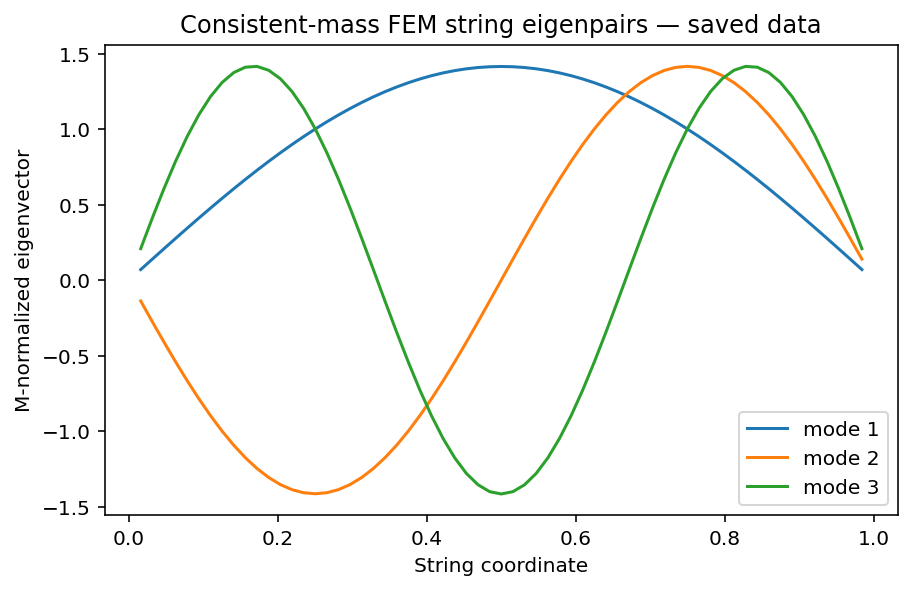 Consistent-mass FEM string eigenpairs — saved data
M-normalized eigenvector
1.5
1.0
0.5
0.0
−0.5
−1.0
−1.5
mode 1
mode 2
mode 3
0.0 0.2 0.4 0.6 0.8 1.0
String coordinate